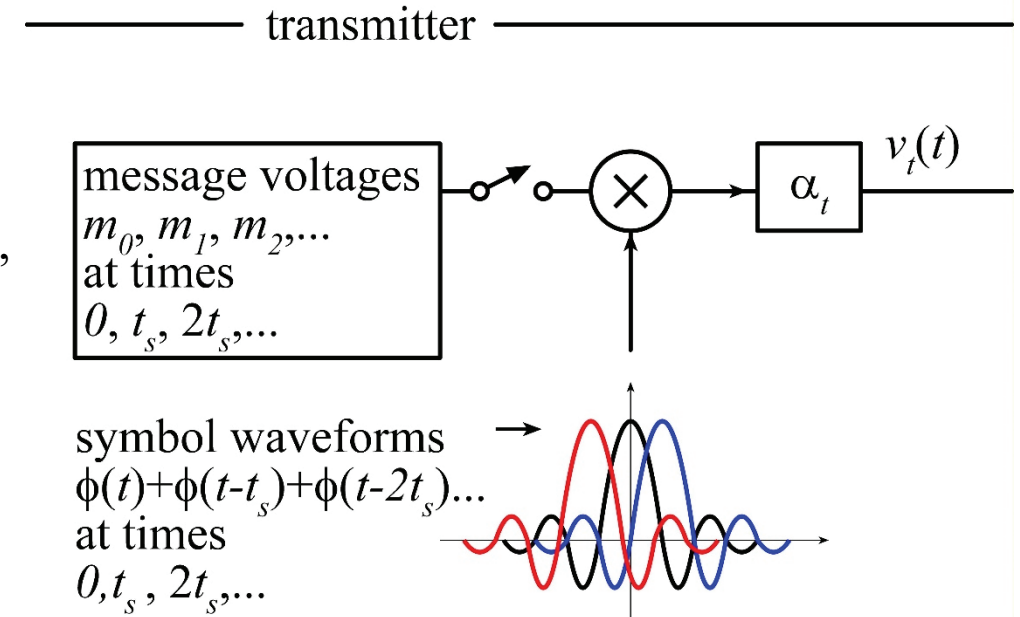 transmitter
,
message voltages
m₀, m₁, m₂,...
at times
0, tₛ, 2tₛ,...
αₜ
vₜ(t)
symbol waveforms
ϕ(t)+ϕ(t-tₛ)+ϕ(t-2tₛ)...
at times
0,tₛ , 2tₛ,...